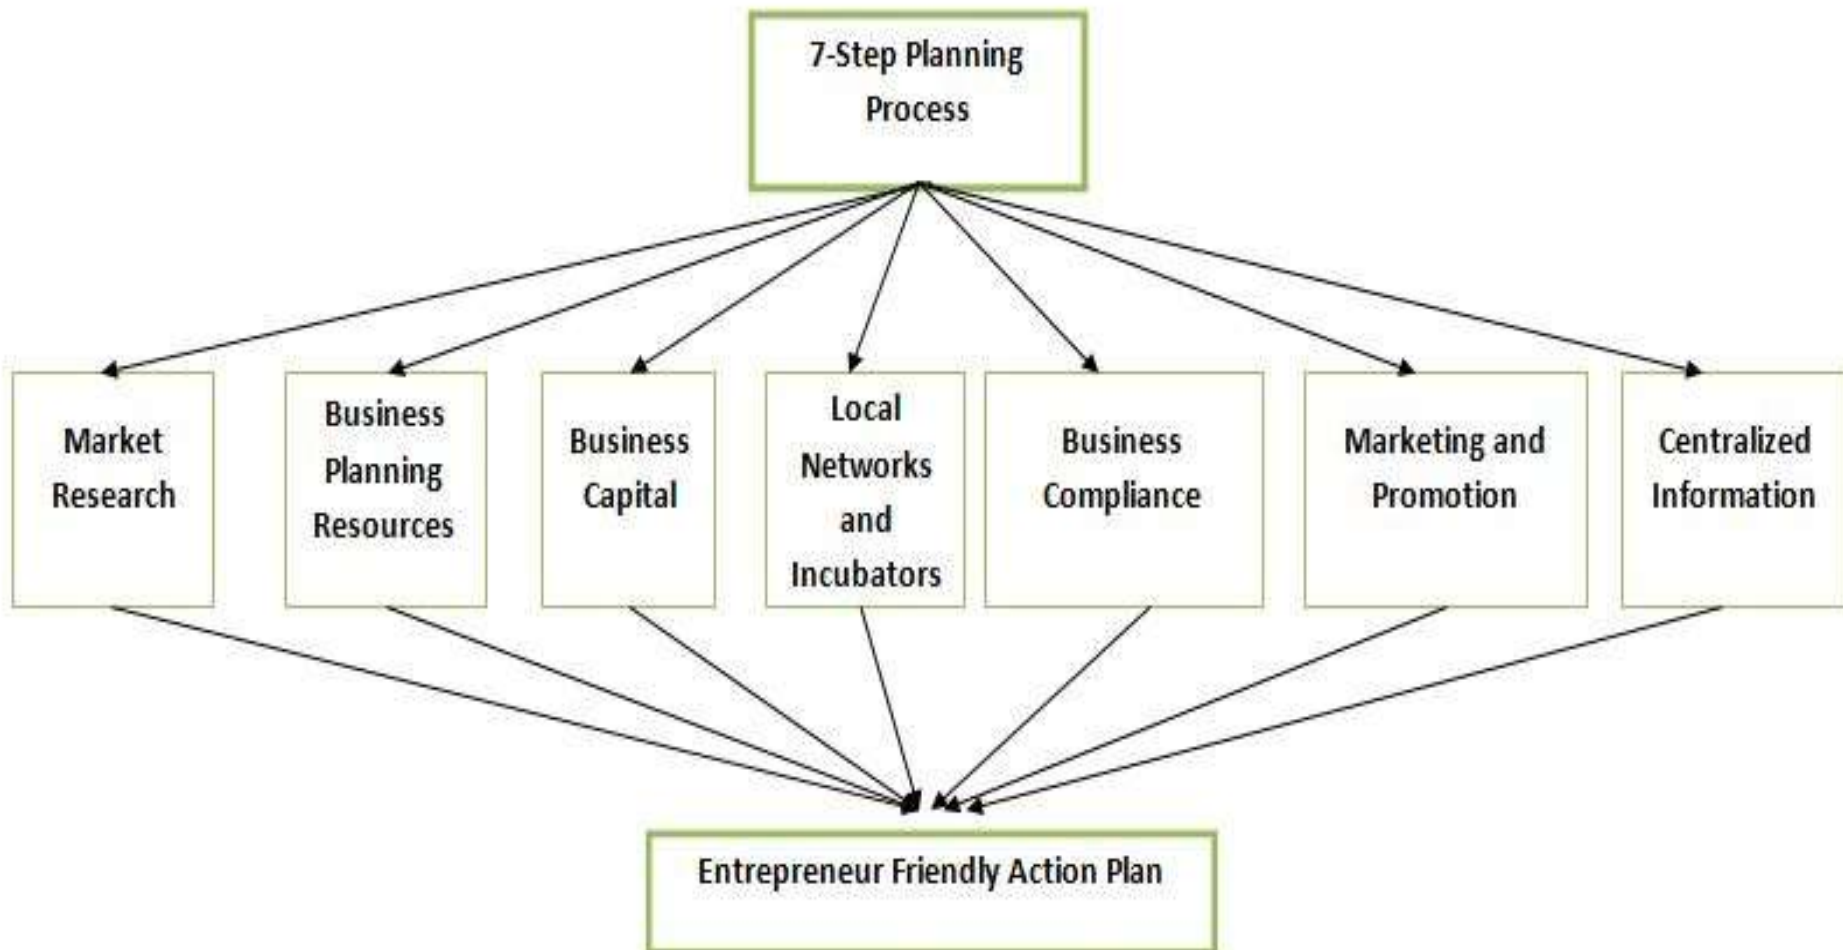 7-Step Planning
Process
Market
Research
Business
Planning
Resources
Business
Capital
Local
Networks
and
Incubators
Business
Compliance
Marketing and
Promotion
Centralized
Information
Entrepreneur Friendly Action Plan